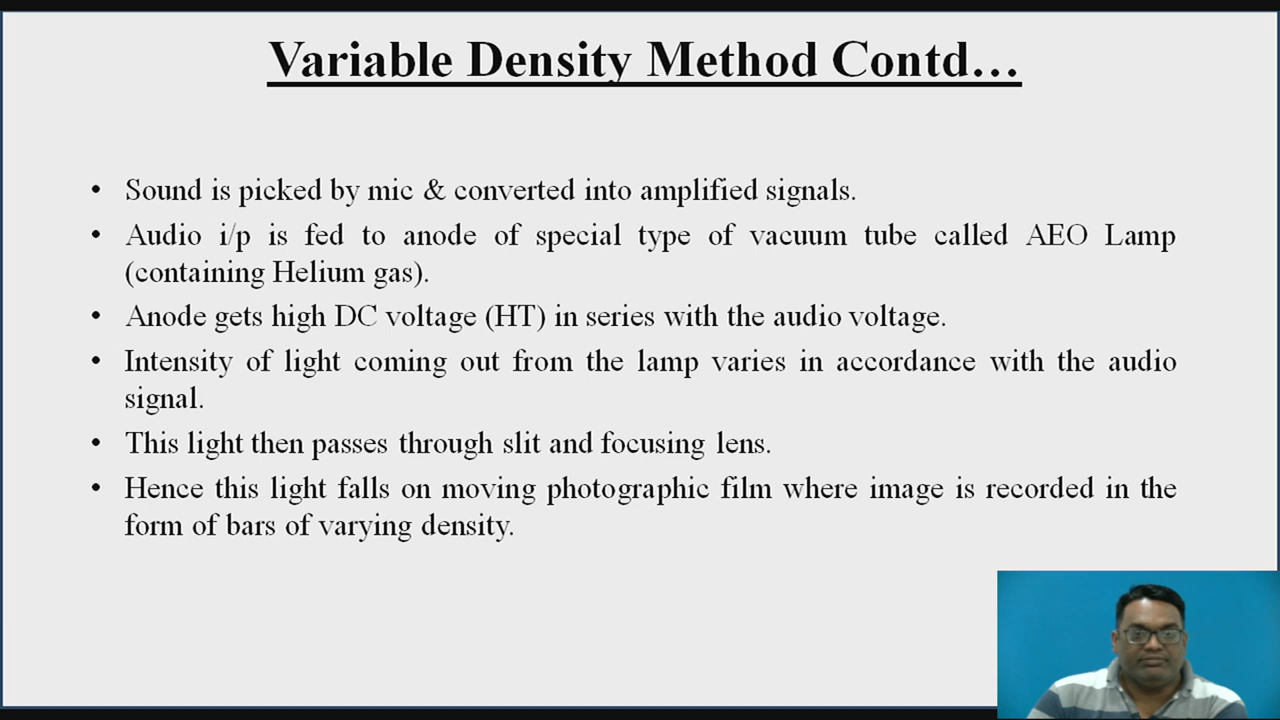 Variable Density Method Contd…
• Sound is picked by mic & converted into amplified signals.
• Audio i/p is fed to anode of special type of vacuum tube called AEO Lamp
(containing Helium gas).
• Anode gets high DC voltage (HT) in series with the audio voltage.
• Intensity of light coming out from the lamp varies in accordance with the audio
signal.
• This light then passes through slit and focusing lens.
• Hence this light falls on moving photographic film where image is recorded in the
form of bars of varying density.